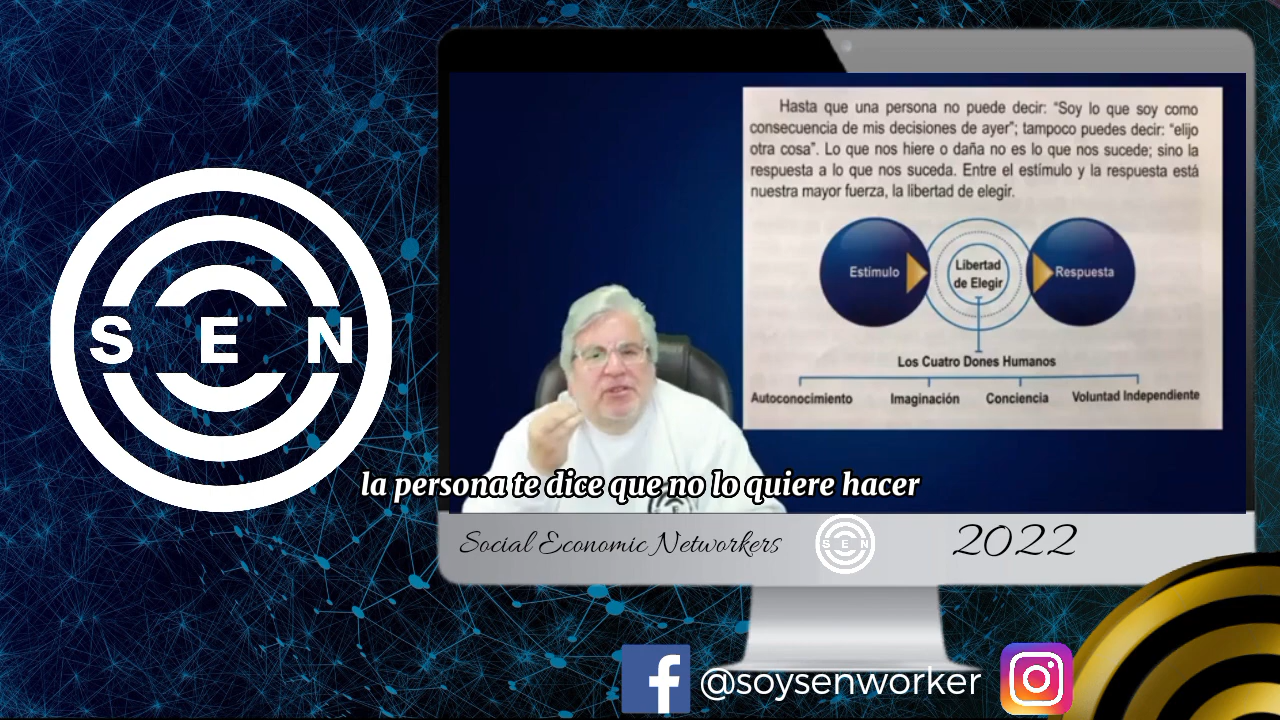 S E N
Hasta que una persona no puede decir: “Soy lo que soy como
consecuencia de mis decisiones de ayer”; tampoco puedes decir: “elijo
otra cosa”. Lo que nos hiere o daña no es lo que nos sucede; sino la
respuesta a lo que nos suceda. Entre el estímulo y la respuesta está
nuestra mayor fuerza, la libertad de elegir.
Estímulo
Libertad
de Elegir
Respuesta
Los Cuatro Dones Humanos
Autoconocimiento Imaginación Conciencia Voluntad Independiente
la persona te dice que no lo quiere hacer
Social Economic Networkers
S E N
2022
@soysenworker